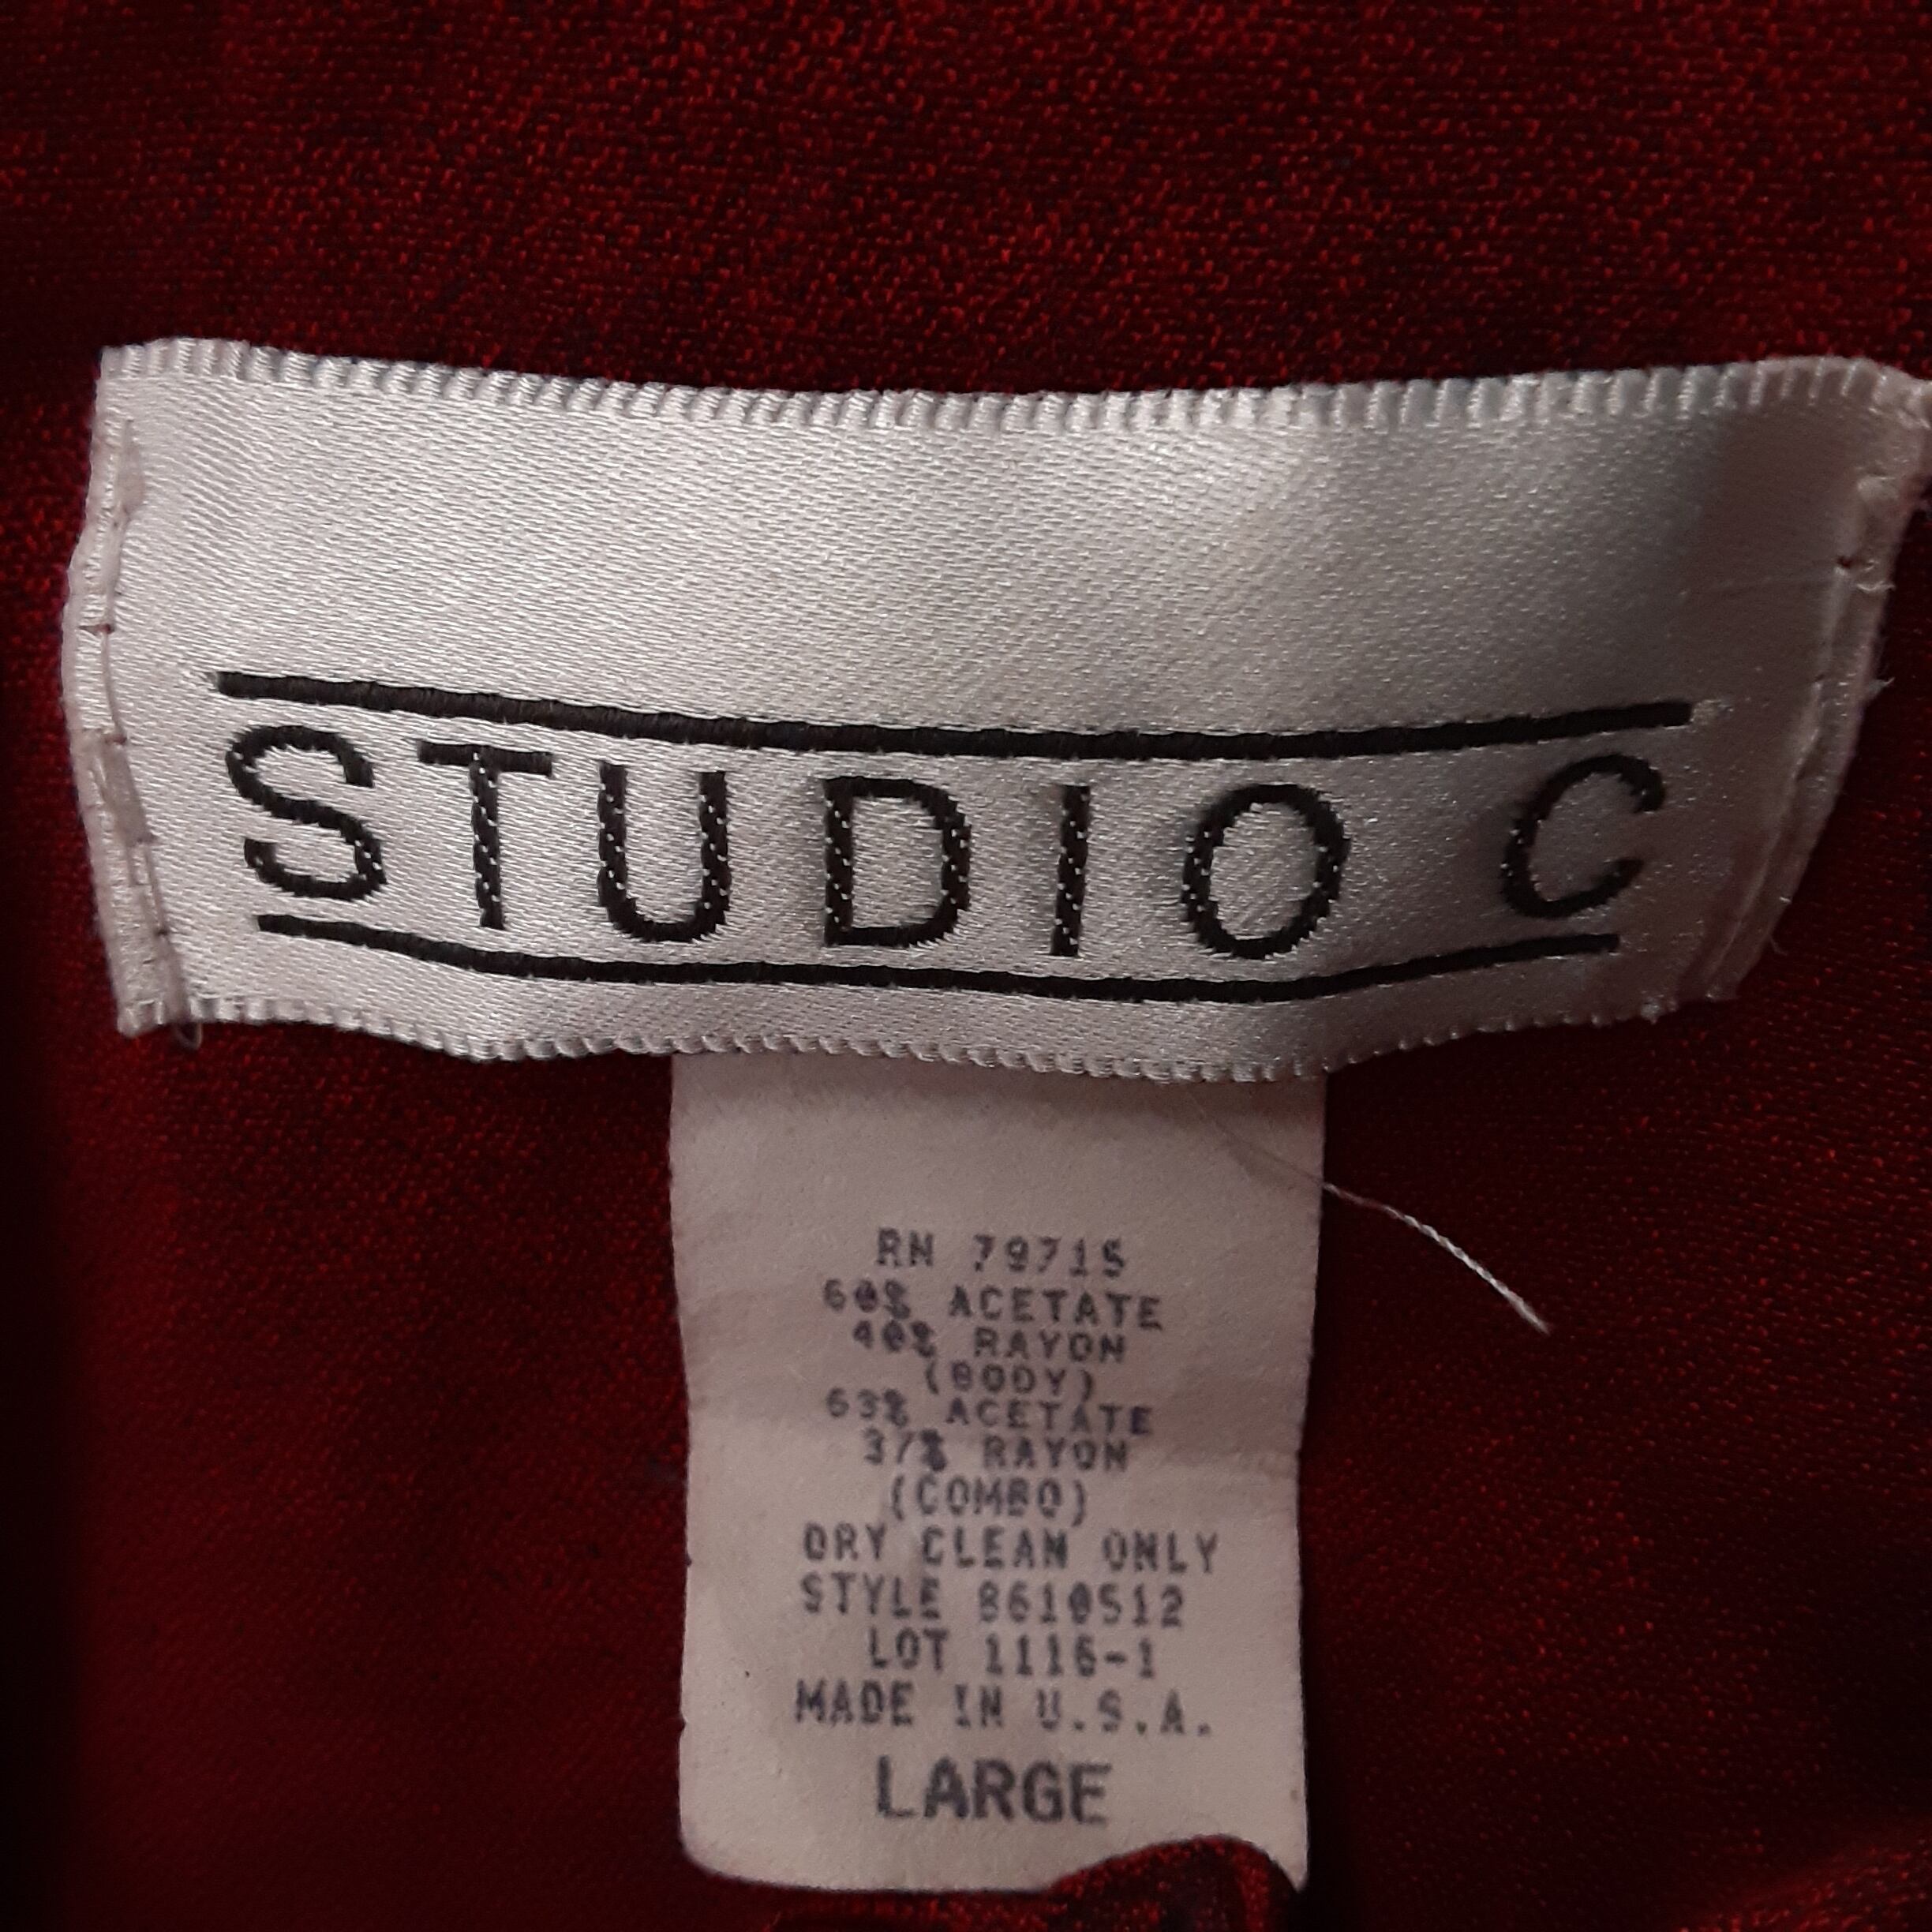 STUDIO C
RN 79715
60% ACETATE
40% RAYON
(BODY)
63% ACETATE
37% RAYON
(COMBO)
DRY CLEAN ONLY
STYLE 8610512
LOT 1116-1
MADE IN U.S.A.
LARGE